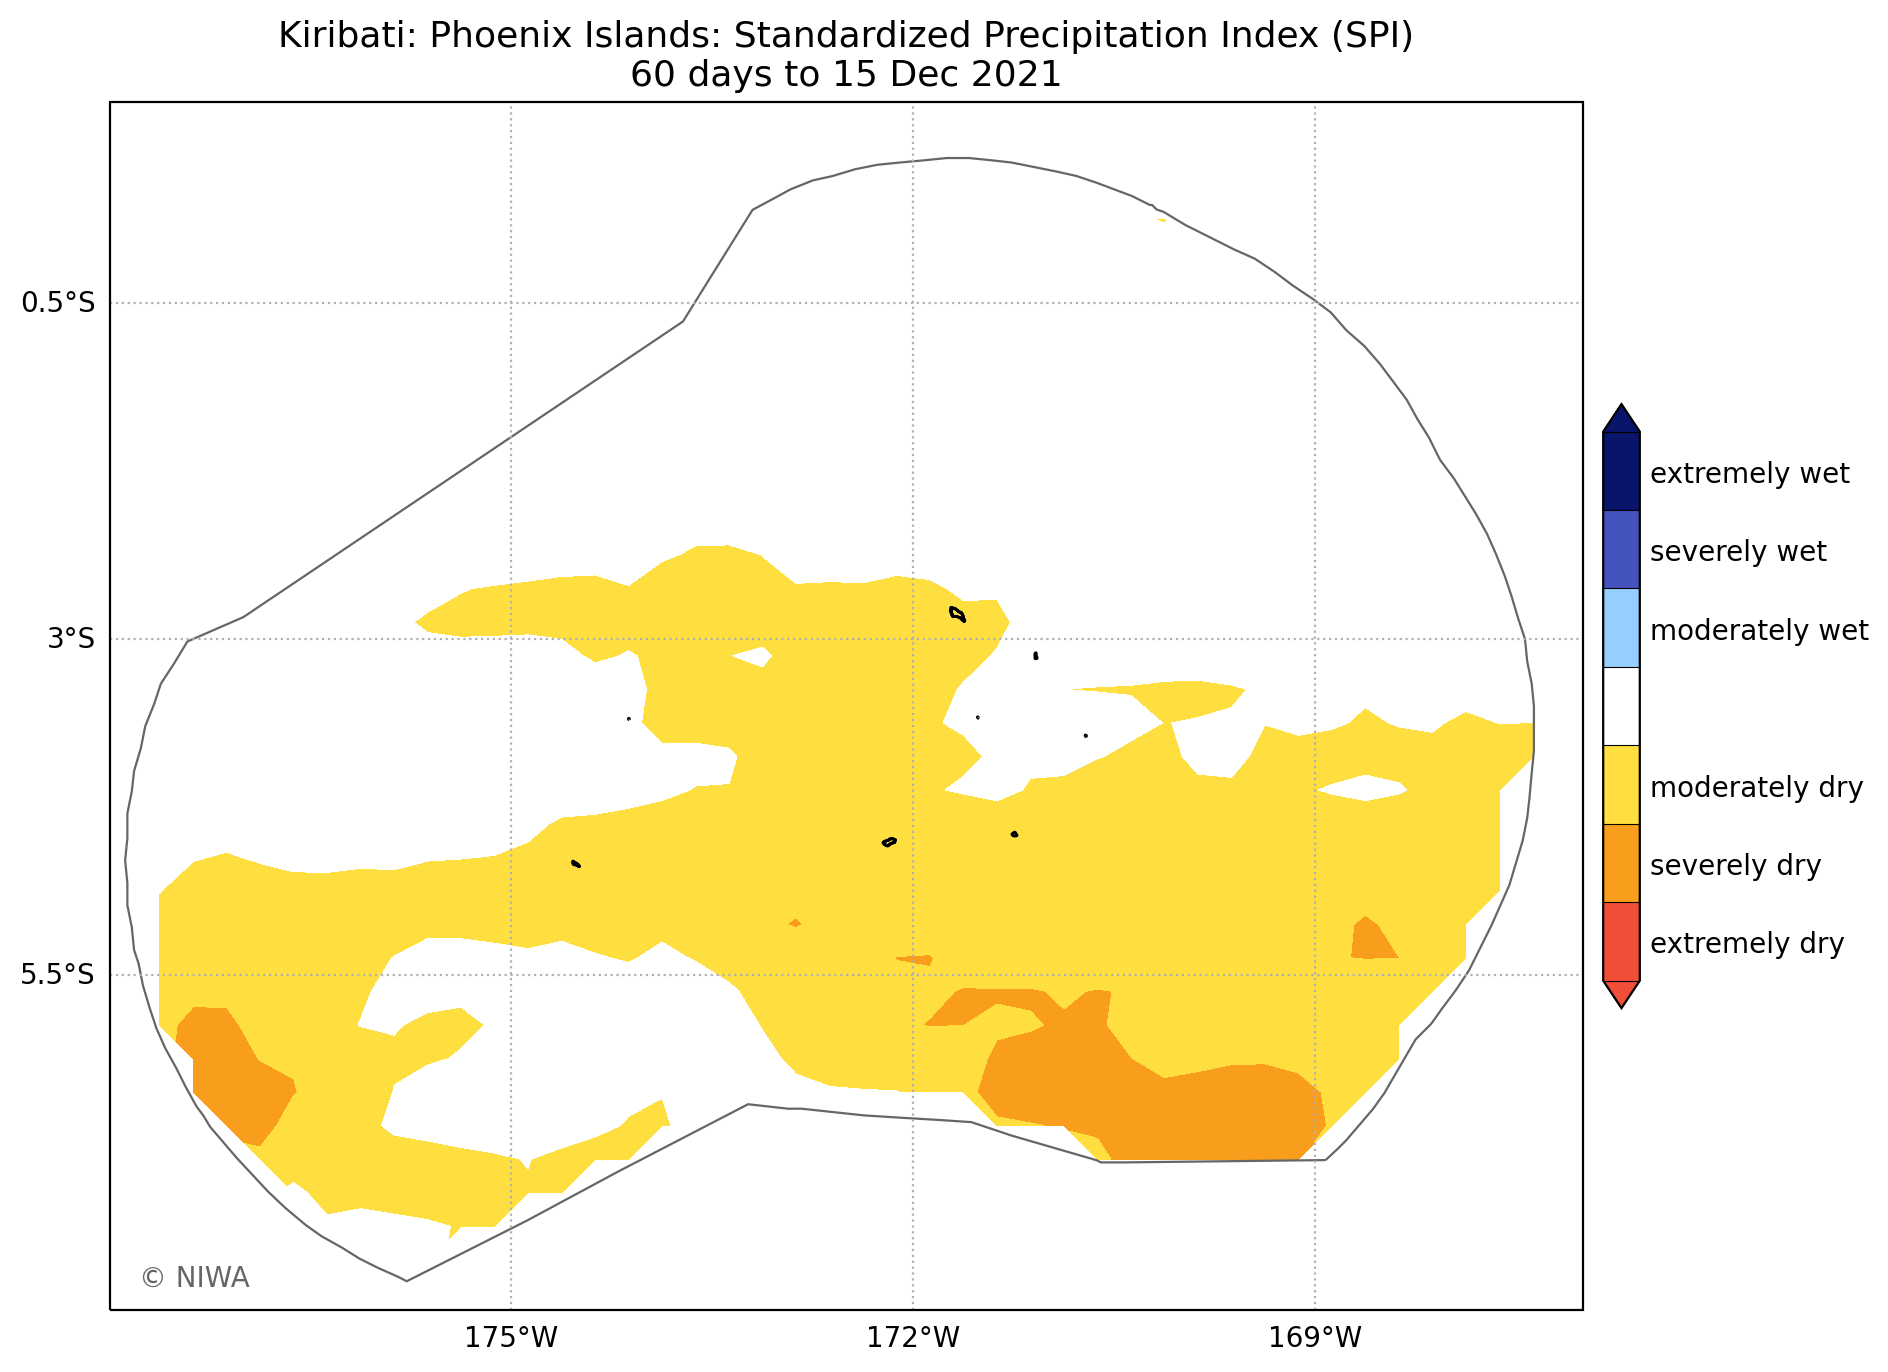 Kiribati: Phoenix Islands: Standardized Precipitation Index (SPI)
60 days to 15 Dec 2021
0.5°S
3°S
5.5°S
175°W
172°W
169°W
extremely wet
severely wet
moderately wet
moderately dry
severely dry
extremely dry
© NIWA